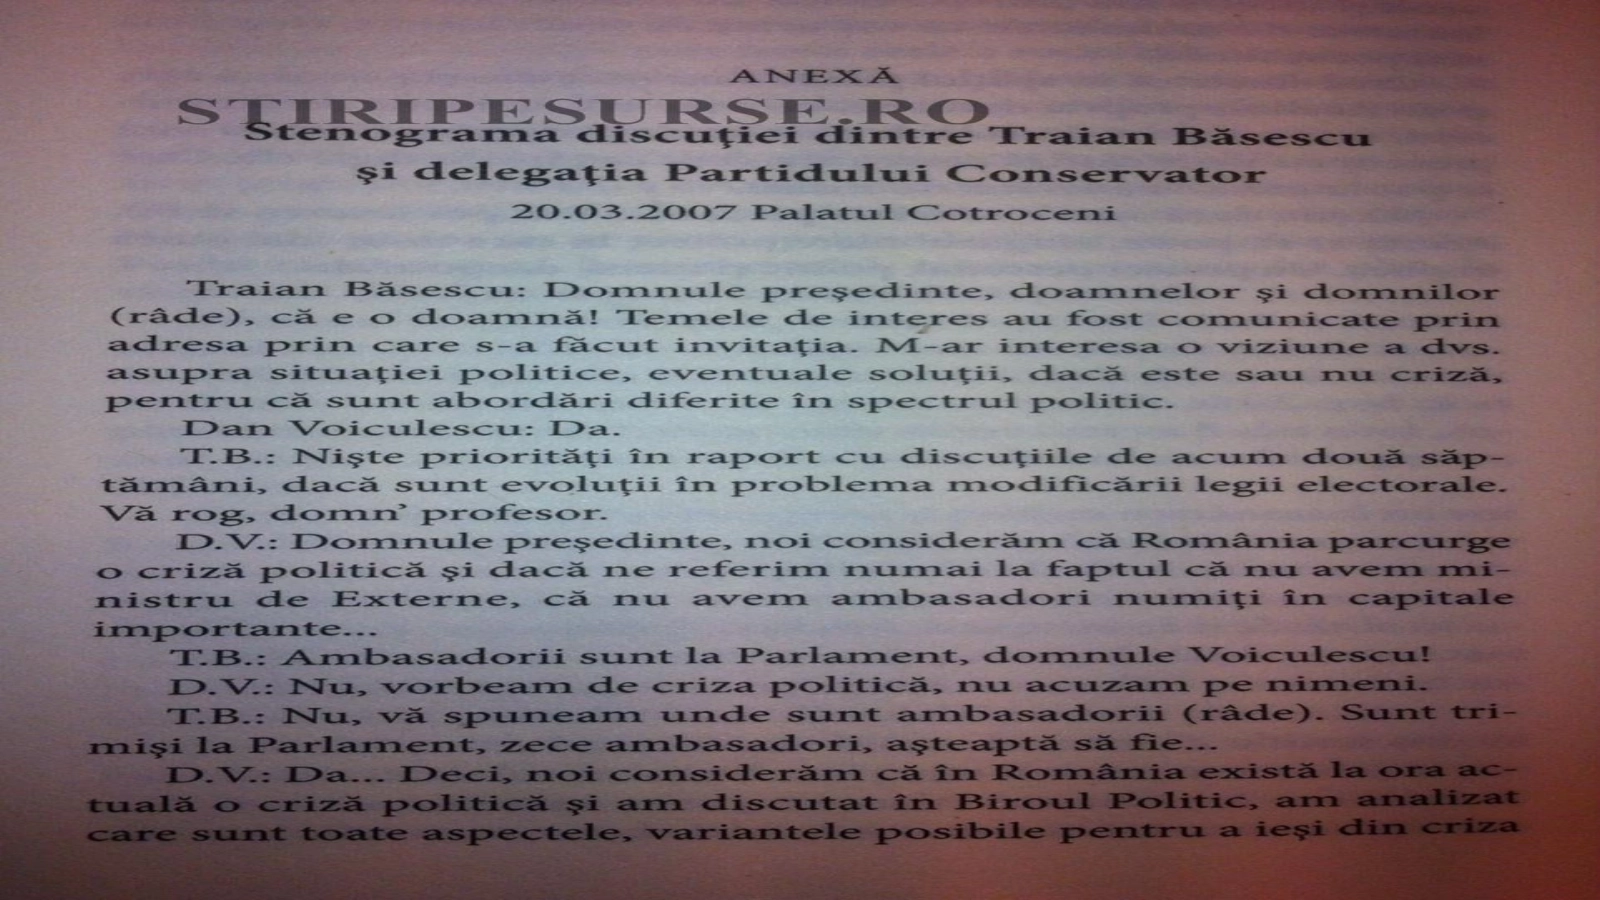 ANEXĂ
STIRIPESURSE.RO
Stenograma discuţiei dintre Traian Băsescu
şi delegaţia Partidului Conservator
20.03.2007 Palatul Cotroceni
Traian Băsescu: Domnule preşedinte, doamnelor şi domnilor
(râde), că e o doamnă! Temele de interes au fost comunicate prin
adresa prin care s-a făcut invitaţia. M-ar interesa o viziune a dvs.
asupra situaţiei politice, eventuale soluţii, dacă este sau nu criză,
pentru că sunt abordări diferite în spectrul politic.
Dan Voiculescu: Da.
T.B.: Nişte priorităţi în raport cu discuţiile de acum două săp-
tămâni, dacă sunt evoluţii în problema modificării legii electorale.
Vă rog, domn’ profesor.
D.V.: Domnule preşedinte, noi considerăm că România parcurge
o criză politică şi dacă ne referim numai la faptul că nu avem mi-
nistru de Externe, că nu avem ambasadori numiţi în capitale
importante...
T.B.: Ambasadorii sunt la Parlament, domnule Voiculescu!
D.V.: Nu, vorbeam de criza politică, nu acuzam pe nimeni.
T.B.: Nu, vă spuneam unde sunt ambasadorii (râde). Sunt tri-
mişi la Parlament, zece ambasadori, aşteaptă să fie...
D.V.: Da... Deci, noi considerăm că în România există la ora ac-
tuală o criză politică şi am discutat în Biroul Politic, am analizat
care sunt toate aspectele, variantele posibile pentru a ieşi din criza